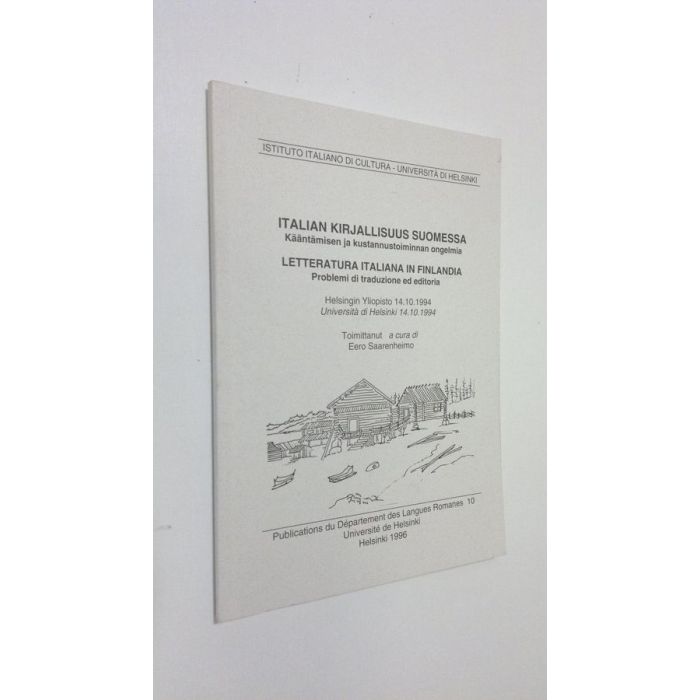 ISTITUTO ITALIANO DI CULTURA - UNIVERSITÀ DI HELSINKI
ITALIAN KIRJALLISUUS SUOMESSA
Kääntämisen ja kustannustoiminnan ongelmia
LETTERATURA ITALIANA IN FINLANDIA
Problemi di traduzione ed editoria
Helsingin Yliopisto 14.10.1994
Università di Helsinki 14.10.1994
Toimittanut a cura di
Eero Saarenheimo
Publications du Département des Langues Romanes 10
Université de Helsinki
Helsinki 1996